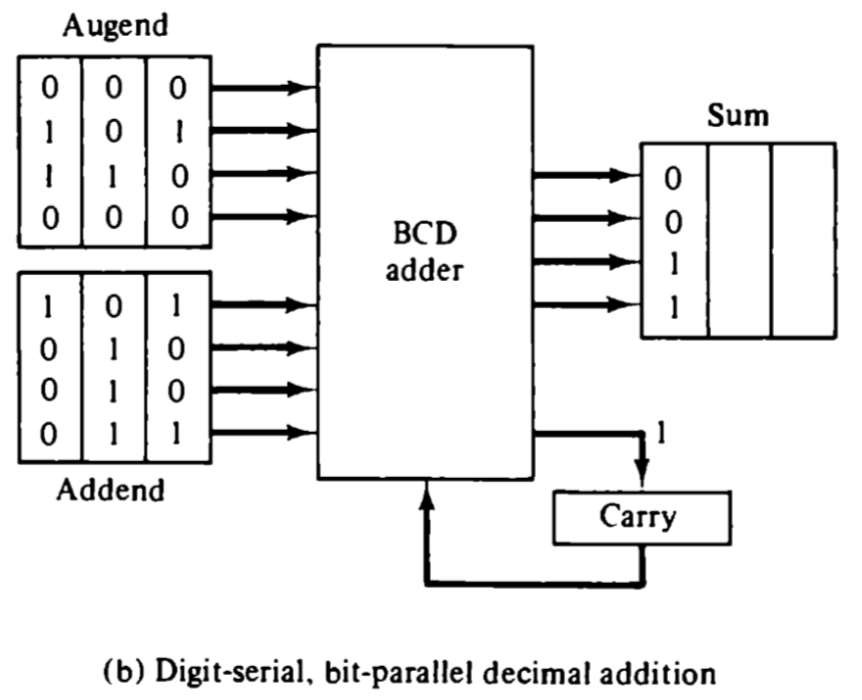 Augend
0 0 0
1 0 1
1 1 0
0 0 0
1 0 1
0 1 0
0 1 0
0 1 1
Addend
BCD
adder
Sum
0
0
1
1
1
Carry
(b) Digit-serial, bit-parallel decimal addition